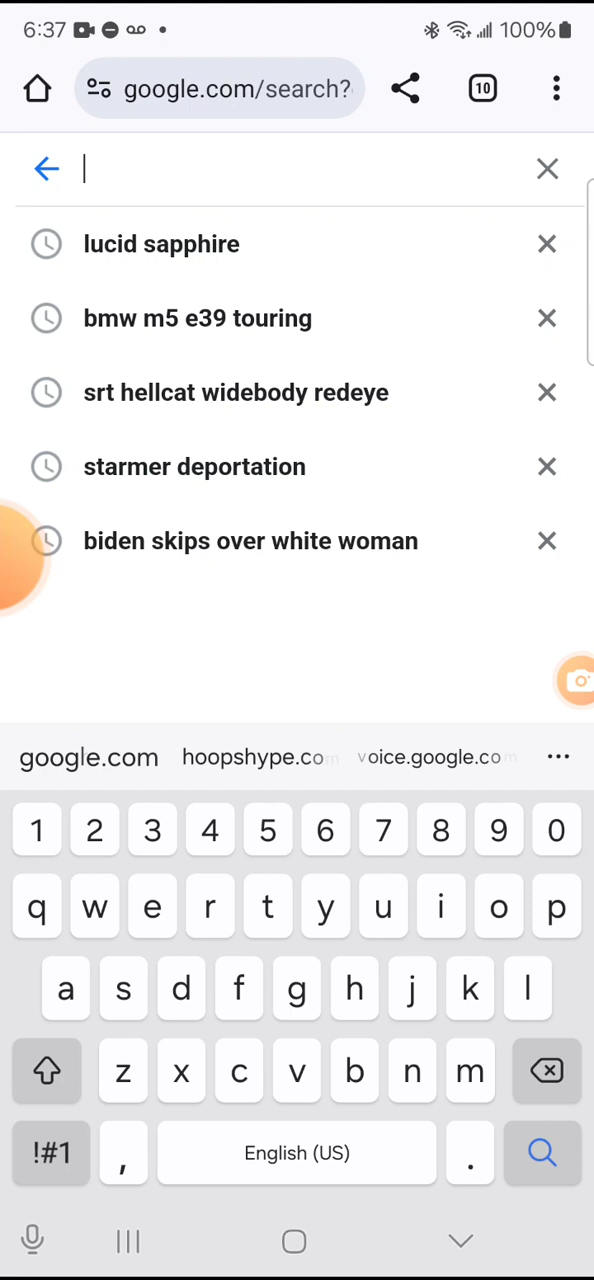 6:37 100%
google.com/search?
10
lucid sapphire
bmw m5 e39 touring
srt hellcat widebody redeye
starmer deportation
biden skips over white woman
google.com hoopshype.com voice.google.com ...
1 2 3 4 5 6 7 8 9 0
q w e r t y u i o p
a s d f g h j k l
z x c v b n m
!#1 , English (US) .